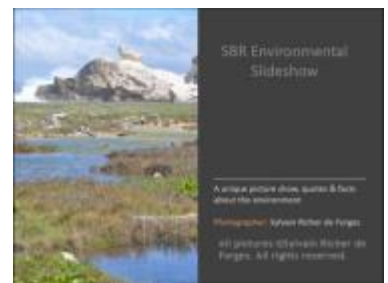 SBR Environmental
Slideshow
A unique picture show, quotes & facts
about the environment
Photographer: Sylvain Richer de Forges
all pictures ©Sylvain Richer de
Forges. All rights reserved.